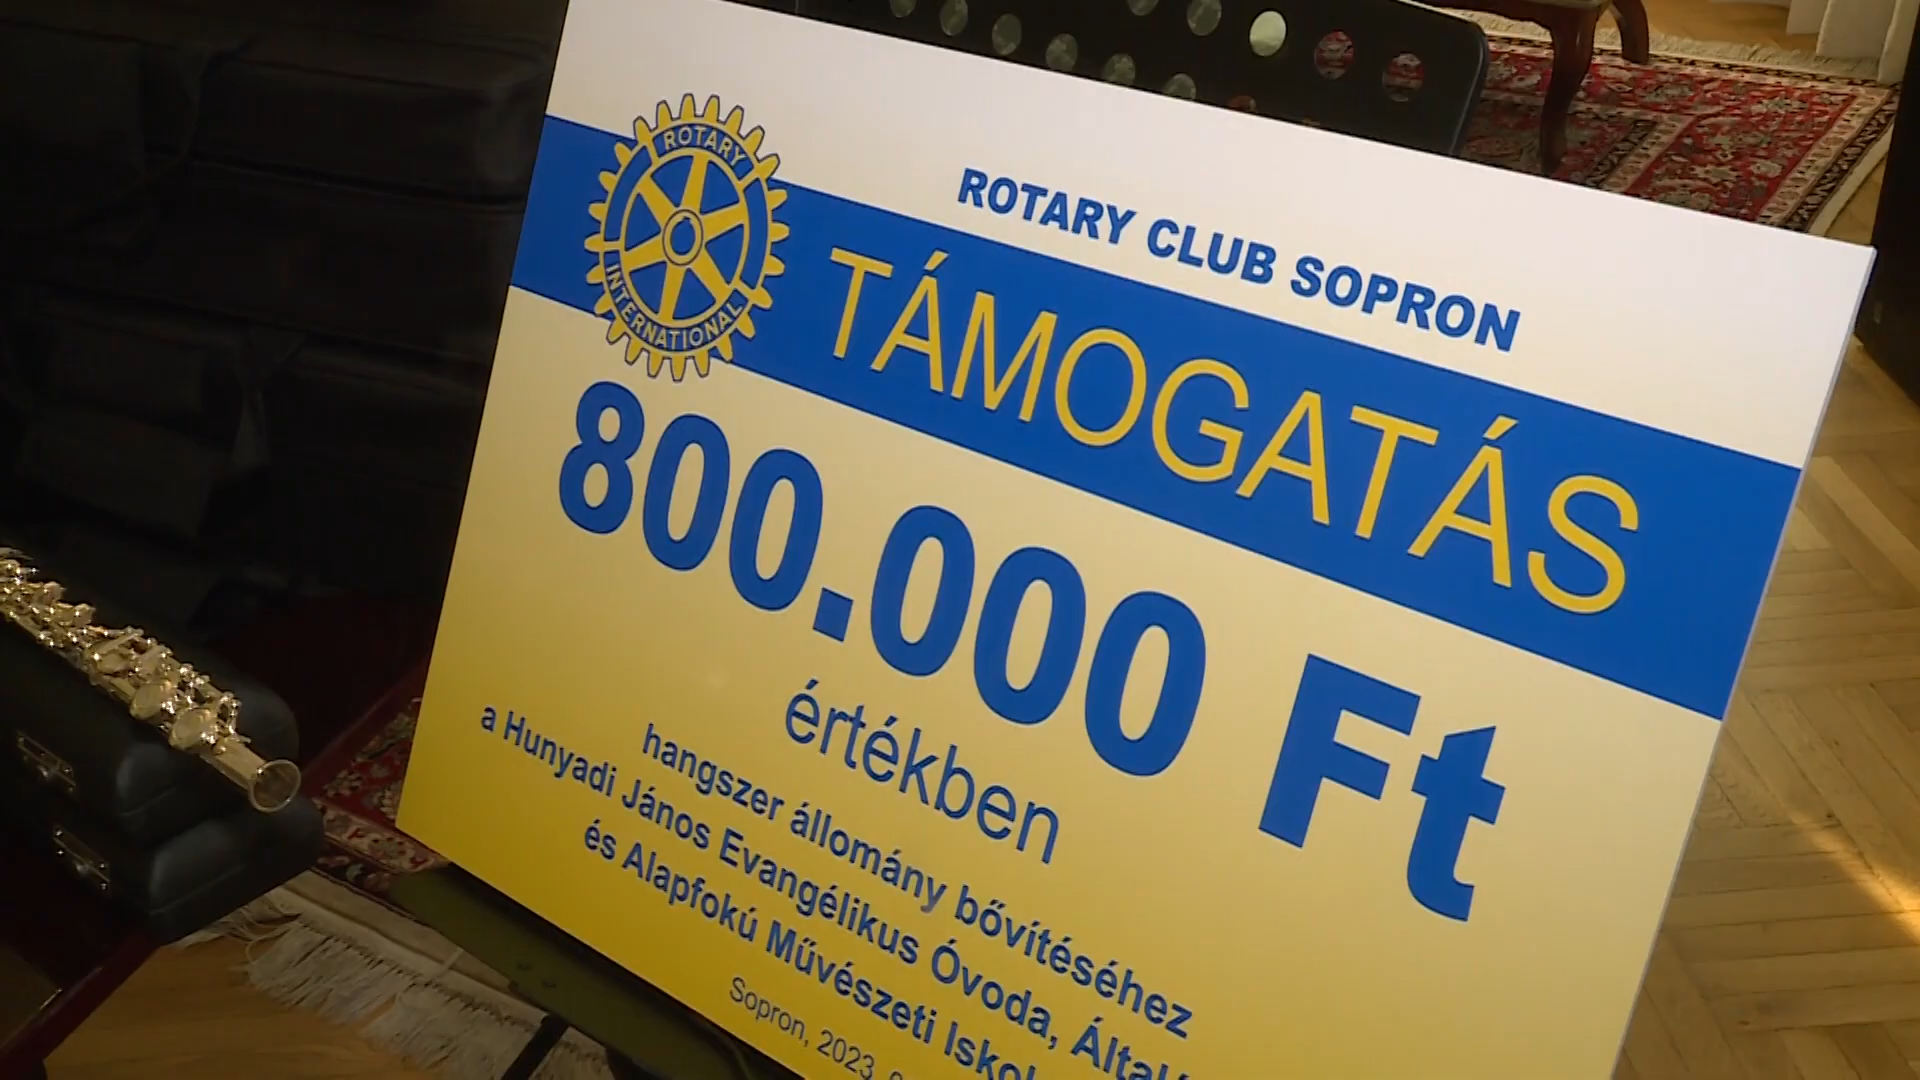 ROTARY
INTERNATIONAL
ROTARY CLUB SOPRON
TÁMOGATÁS
800.000 Ft
értékben
hangszer állomány bővítéséhez
a Hunyadi János Evangélikus Óvoda,
és Alapfokú Művészeti
Sopron, 2023.